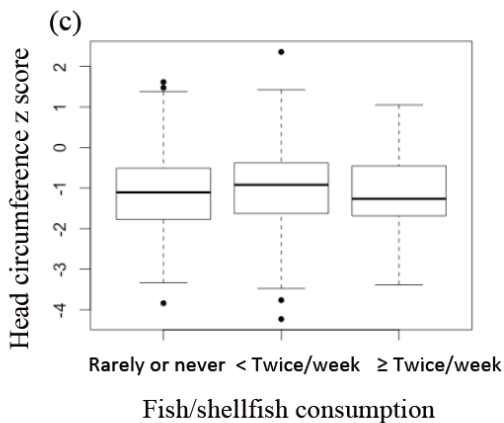 (c)
Head circumference z score
2
1
0
-1
-2
-3
-4
Rarely or never < Twice/week ≥ Twice/week
Fish/shellfish consumption